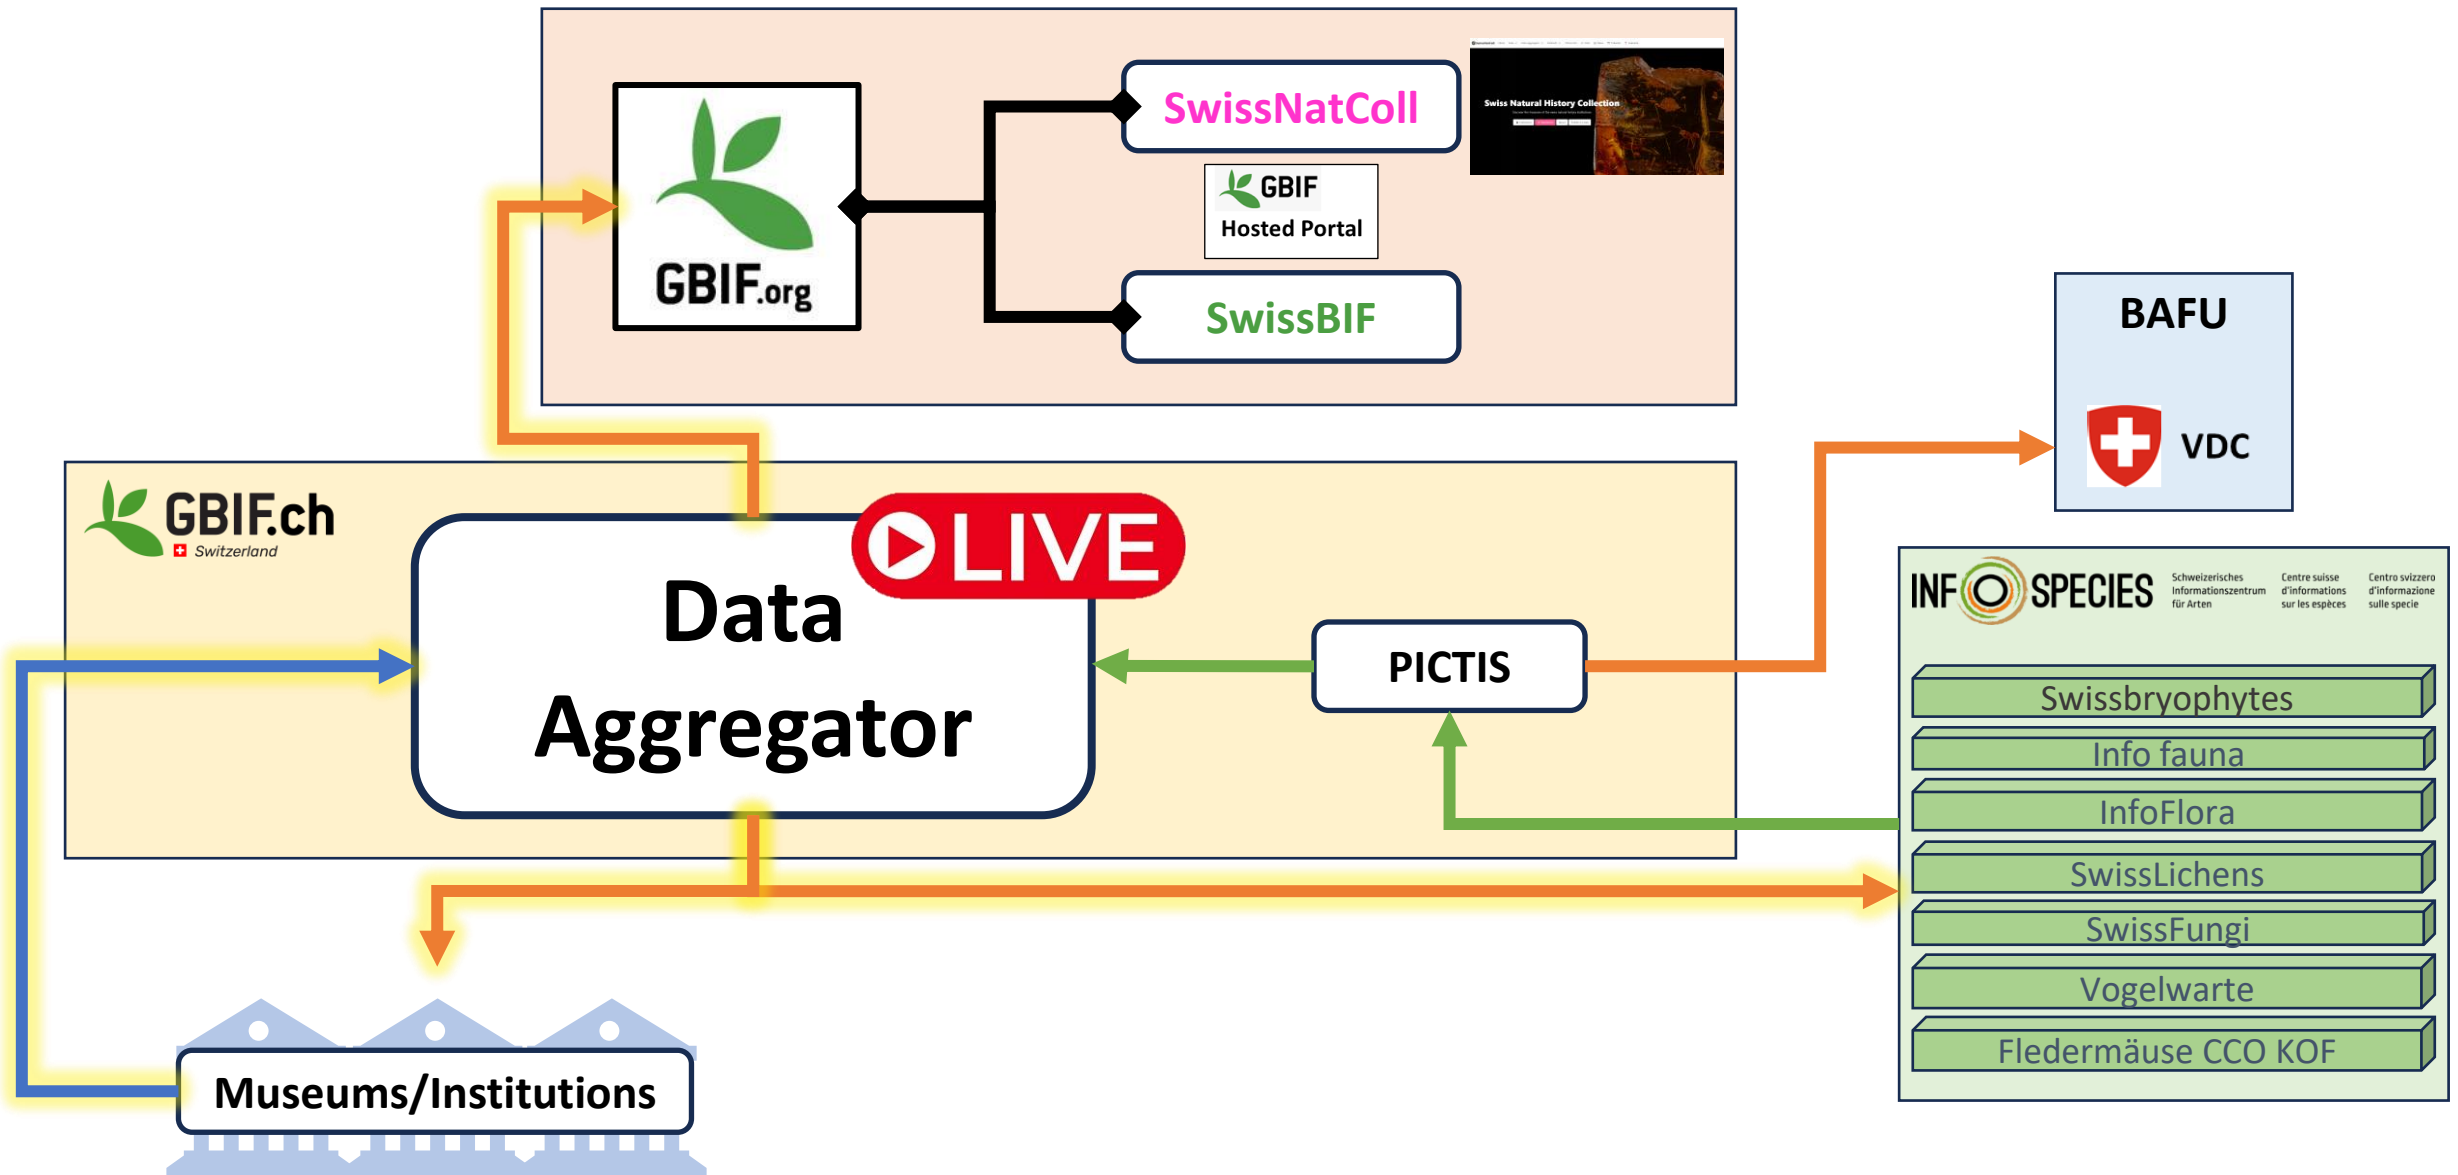 SwissNatColl
Swiss Natural History Collection
GBIF
Hosted Portal
GBIF.org
SwissBIF
BAFU
VDC
GBIF.ch
Switzerland
LIVE
Data
Aggregator
PICTIS
INFO SPECIES
Schweizerisches
Informationszentrum
für Arten
Centre suisse
d'informations
sur les espèces
Centro svizzero
d'informazione
sulle specie
Swissbryophytes
Info fauna
InfoFlora
SwissLichens
SwissFungi
Vogelwarte
Fledermäuse CCO KOF
Museums/Institutions